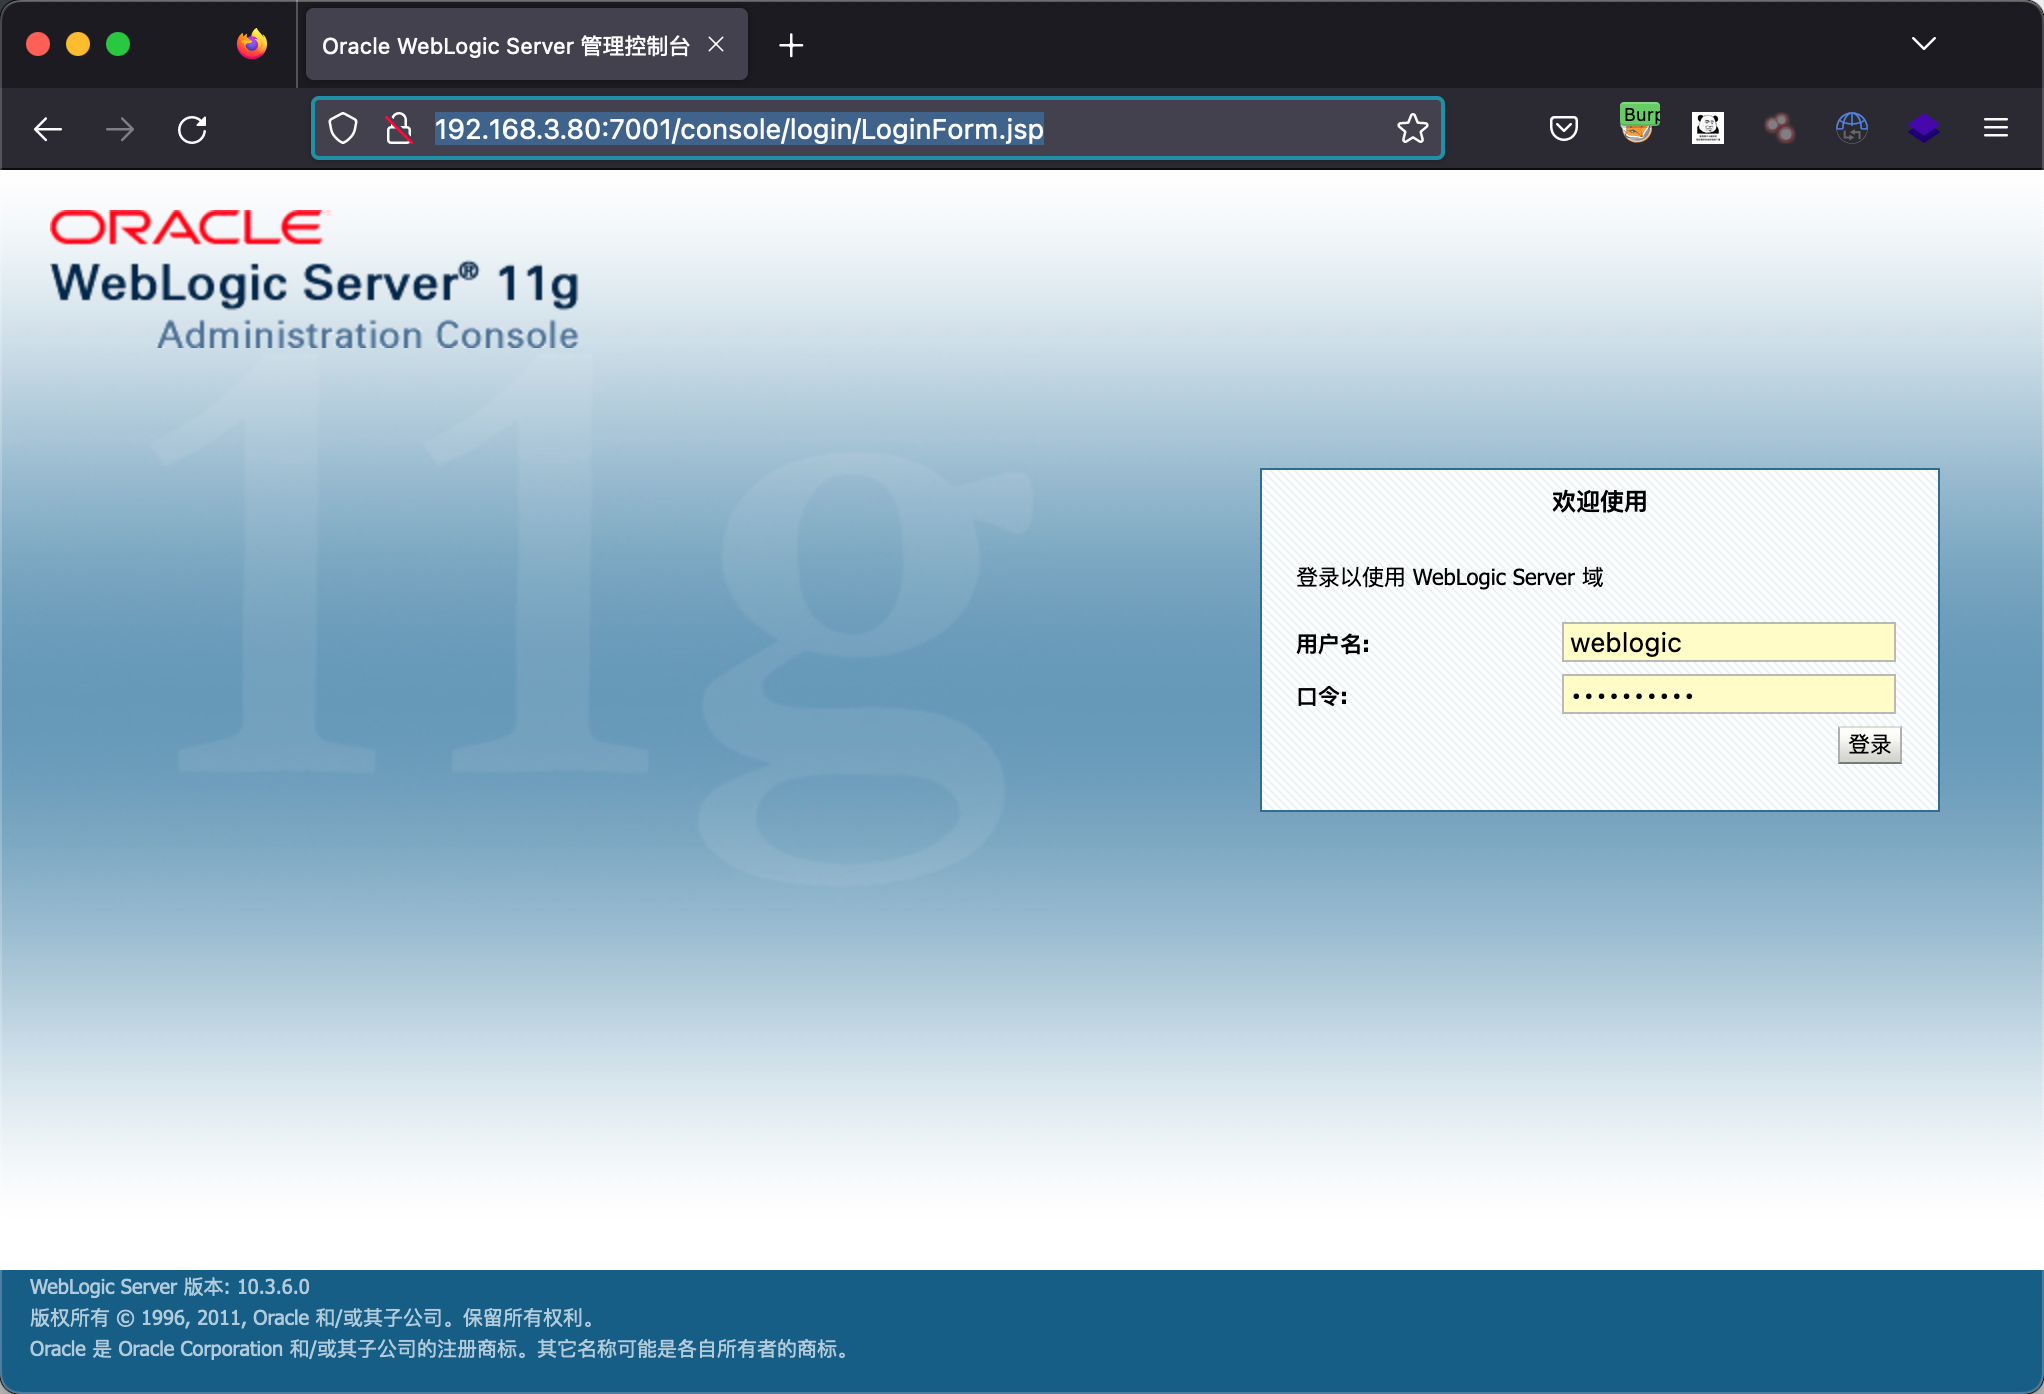 Oracle WebLogic Server 管理控制台
192.168.3.80:7001/console/login/LoginForm.jsp
Burp
ORACLE
WebLogic Server® 11g
Administration Console
11g
欢迎使用
登录以使用 WebLogic Server 域
用户名:
weblogic
口令:
••••••••••
登录
WebLogic Server 版本: 10.3.6.0
版权所有 © 1996, 2011, Oracle 和/或其子公司。保留所有权利。
Oracle 是 Oracle Corporation 和/或其子公司的注册商标。其它名称可能是各自所有者的商标。